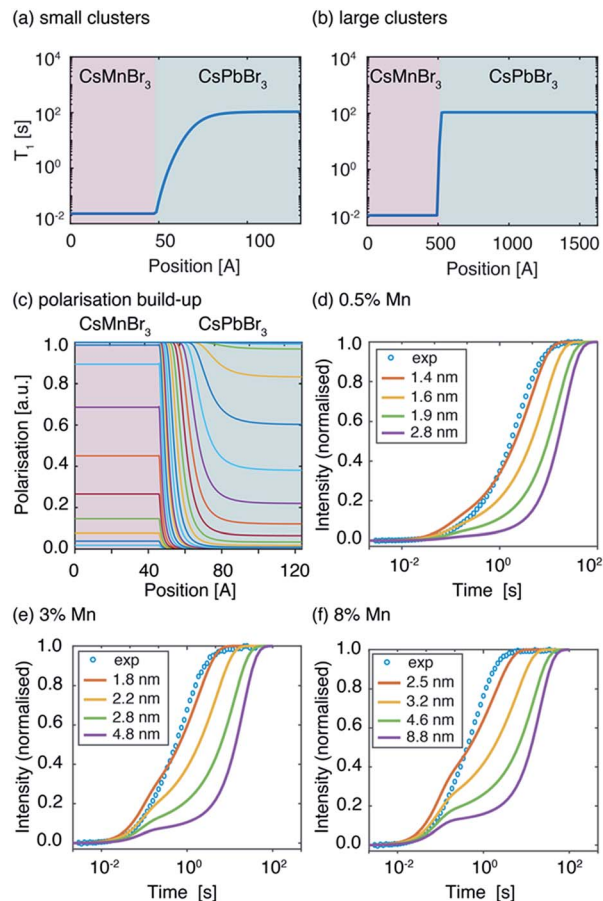 (a) small clusters
CsMnBr₃ CsPbBr₃
T₁ [s]
10⁴
10²
10⁰
10⁻²
0 50 100
Position [A]
(b) large clusters
CsMnBr₃ CsPbBr₃
10⁴
10²
10⁰
10⁻²
0 500 1000 1500
Position [A]
(c) polarisation build-up
CsMnBr₃ CsPbBr₃
Polarisation [a.u.]
1.0
0.8
0.6
0.4
0.2
0.0
0 20 40 60 80 100 120
Position [A]
(d) 0.5% Mn
Intensity (normalised)
1.0
0.8
0.6
0.4
0.2
0.0
exp
1.4 nm
1.6 nm
1.9 nm
2.8 nm
10⁻² 10⁰ 10² 10²
Time [s]
(e) 3% Mn
Intensity (normalised)
1.0
0.8
0.6
0.4
0.2
0.0
exp
1.8 nm
2.2 nm
2.8 nm
4.8 nm
10⁻² 10⁰ 10²
Time [s]
(f) 8% Mn
Intensity (normalised)
1.0
0.8
0.6
0.4
0.2
0.0
exp
2.5 nm
3.2 nm
4.6 nm
8.8 nm
10⁻² 10⁰ 10²
Time [s]